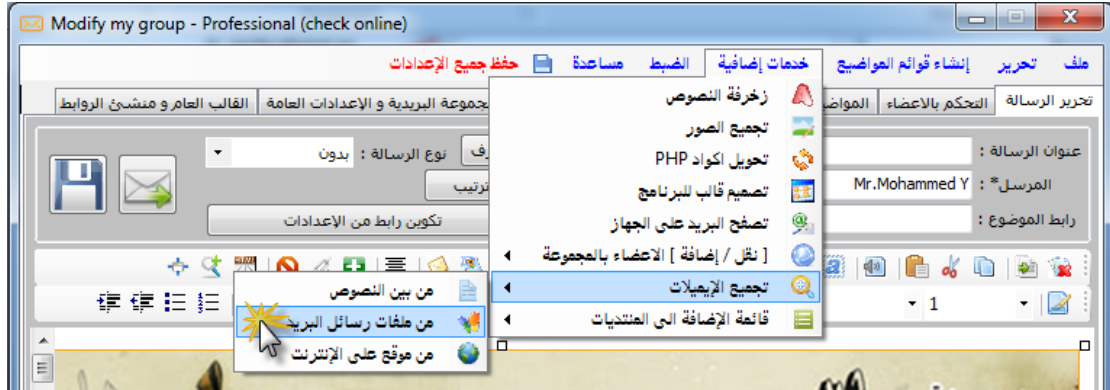 Modify my group - Professional (check online)
ملف تحرير إنشاء قوائم المواضيع خدمات إضافية الضبط مساعدة حفظ جميع الإعدادات
تحرير الرسالة التحكم بالاعضاء البريدية و الإعدادات العامة القالب العام و منشئ الروابط
عنوان الرسالة :
نوع الرسالة : بدون
المرسل* : Mr.Mohammed Y
رابط الموضوع :
تكوين رابط من الإعدادات
زخرفة النصوص
تجميع الصور
تحويل اكواد PHP
تصميم قالب للبرنامج
تصفح البريد على الجهاز
[ نقل / إضافة ] الاعضاء بالمجموعة
تجميع الإيميلات
قائمة الإضافة الى المنتديات
من بين النصوص
من ملفات رسائل البريد
من موقع على الإنترنت
1